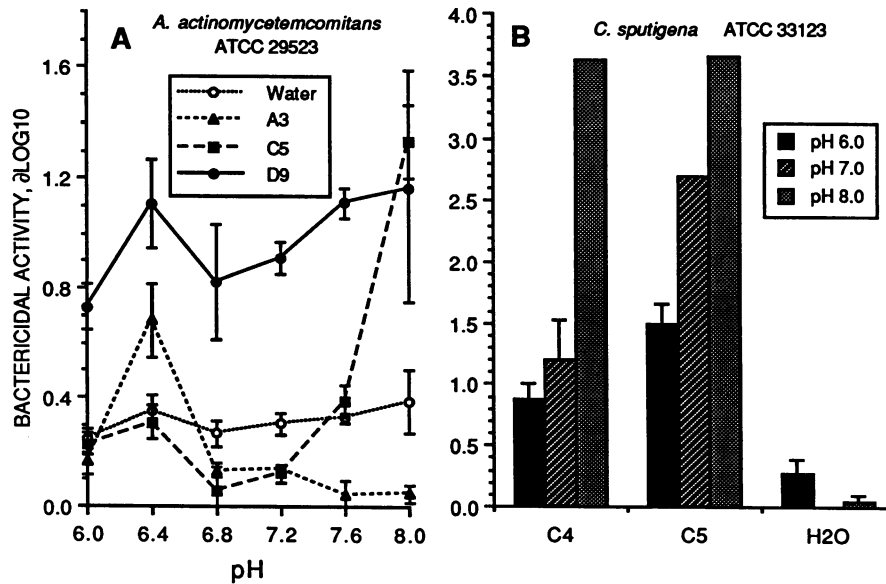 A
A. actinomycetemcomitans
ATCC 29523
Water
A3
C5
D9
BACTERICIDAL ACTIVITY, ∂LOG10
1.6
1.2
0.8
0.4
0.0
6.0 6.4 6.8 7.2 7.6 8.0
pH
B
C. sputigena ATCC 33123
pH 6.0
pH 7.0
pH 8.0
4.0
3.5
3.0
2.5
2.0
1.5
1.0
0.5
0.0
C4 C5 H2O